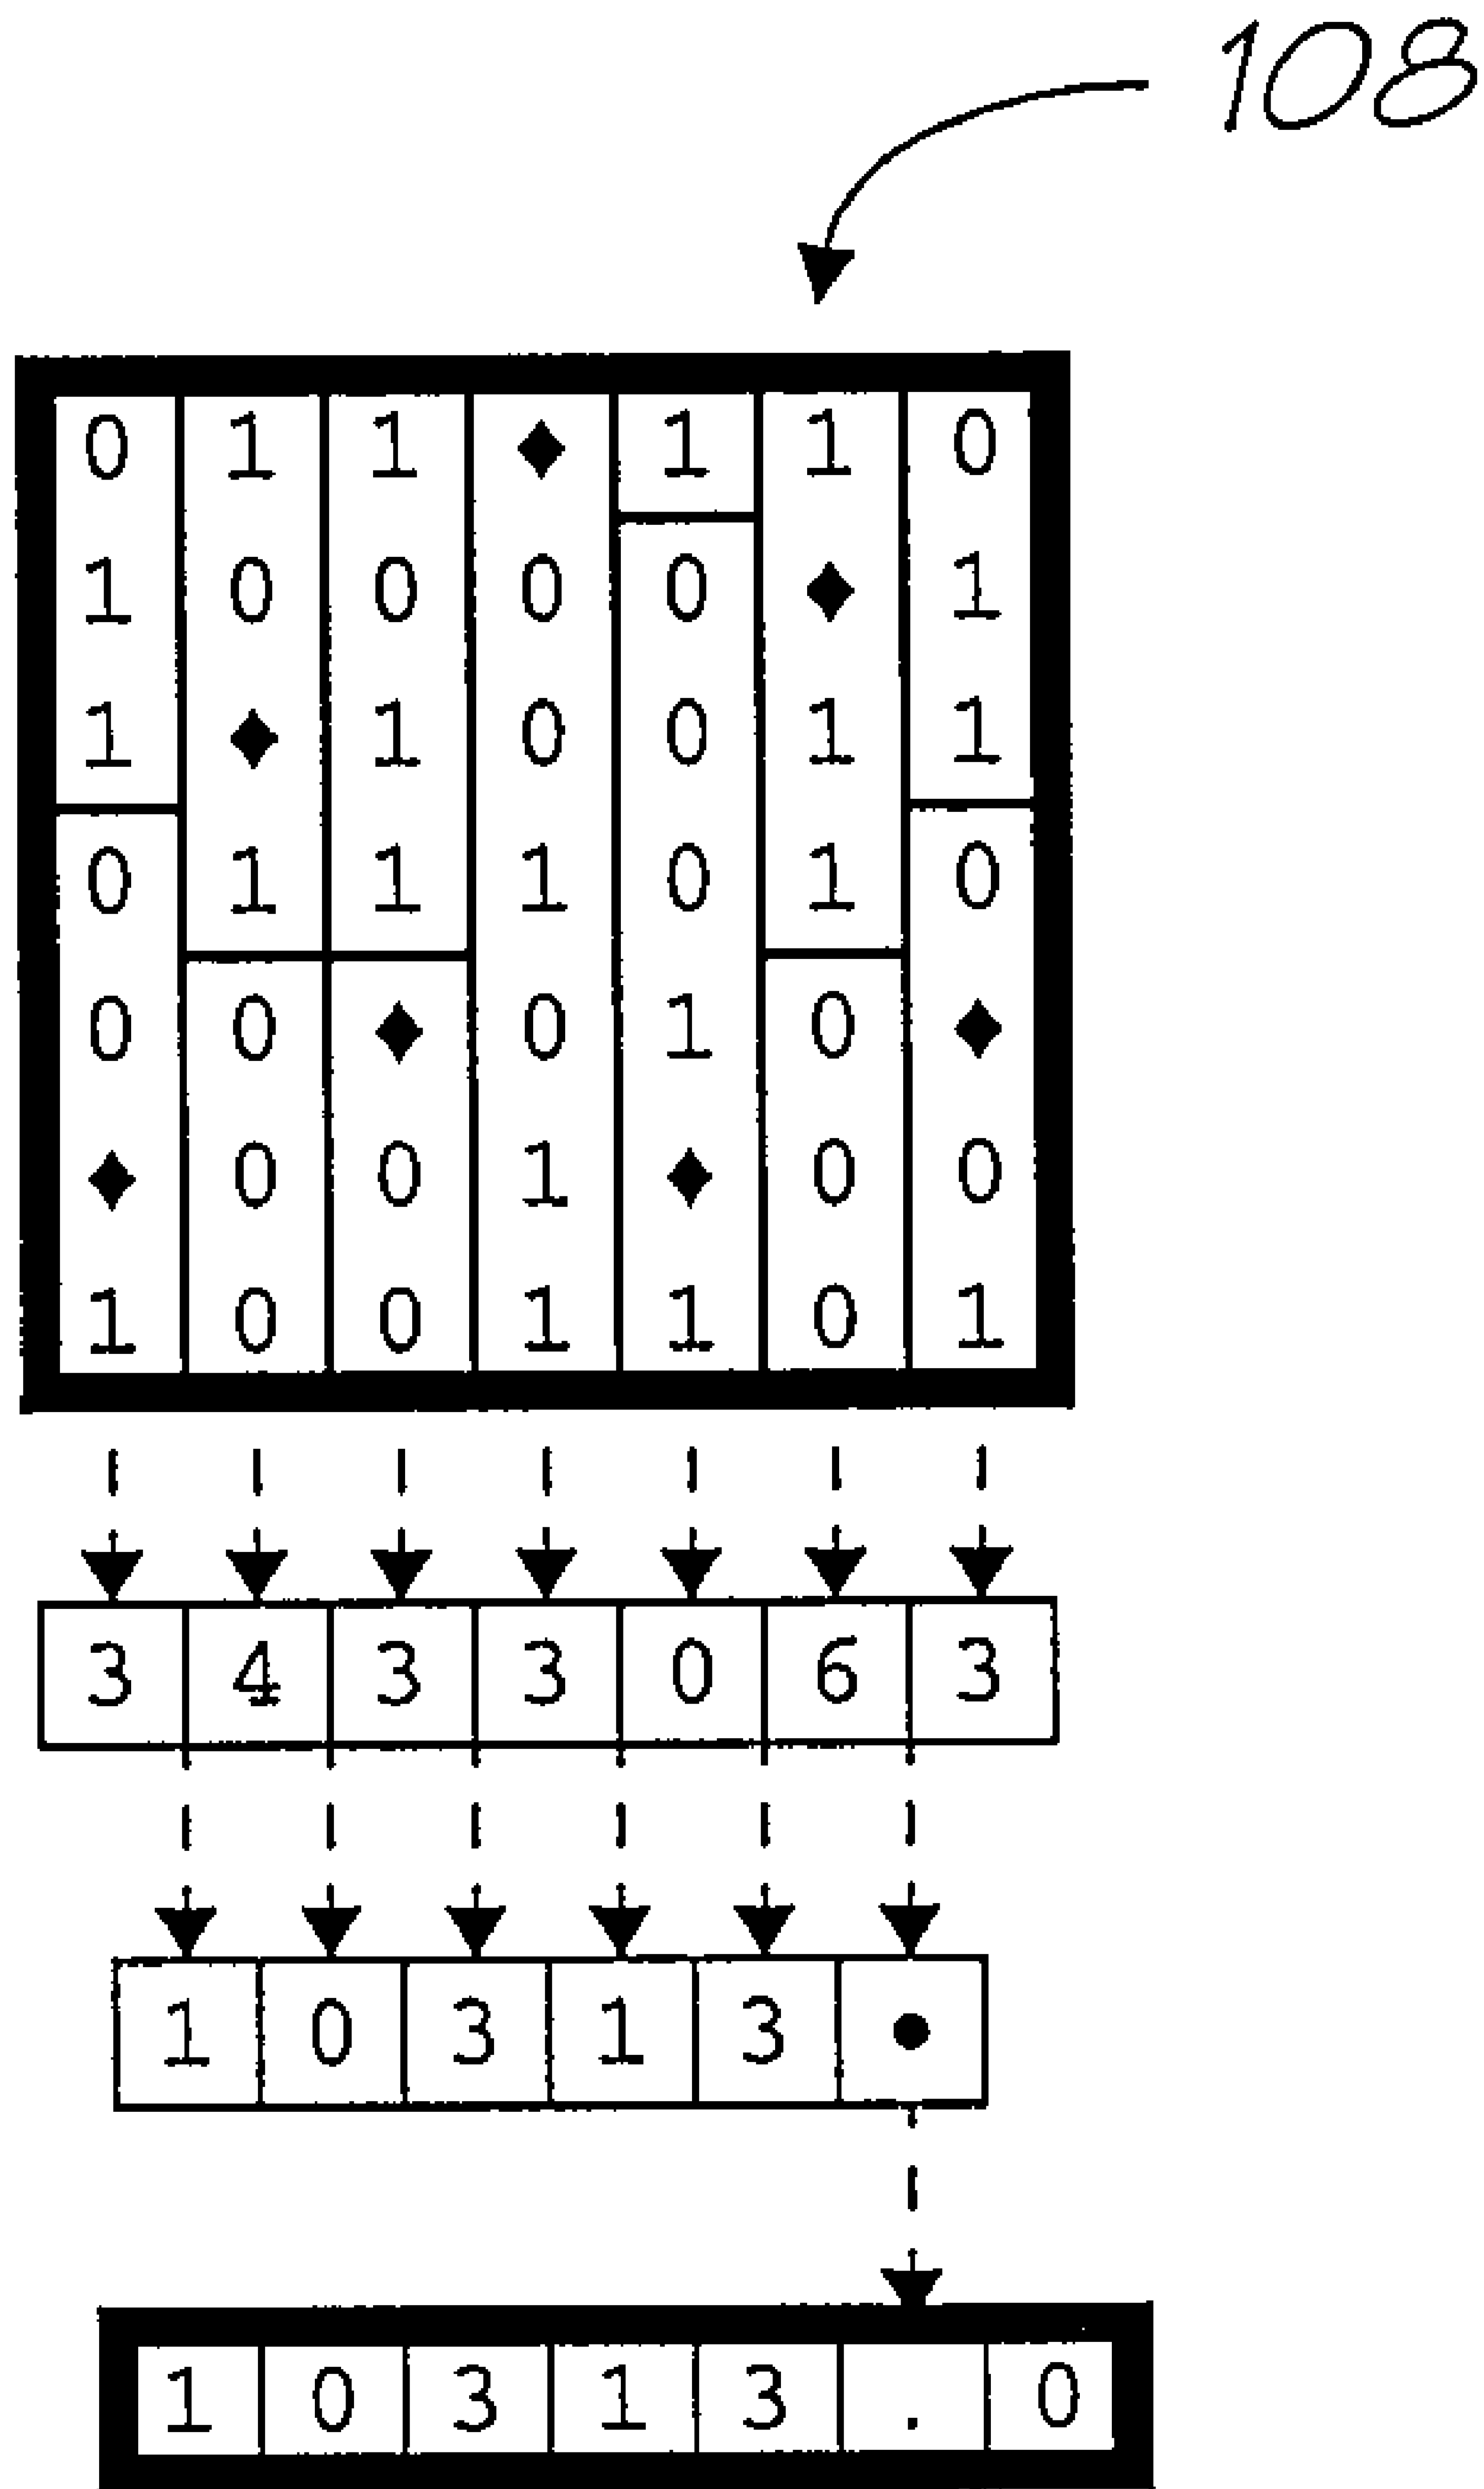 108
0 1 1 ♦ 1 1 0
1 0 0 0 0 ♦ 1
1 ♦ 1 0 0 1 1
0 1 1 1 0 1 0
0 0 ♦ 0 1 0 ♦
♦ 0 0 1 ♦ 0 0
1 0 0 1 1 0 1
3 4 3 3 0 6 3
1 0 3 1 3 ●
1 0 3 1 3 . 0